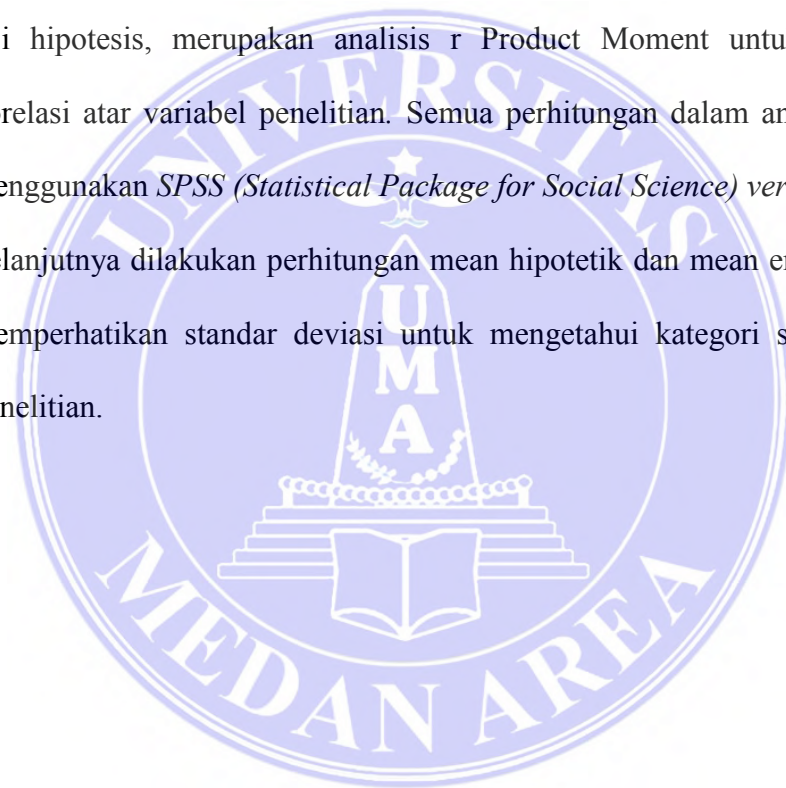 i hipotesis, merupakan analisis r Product Moment untu
orelasi atar variabel penelitian. Semua perhitungan dalam an
enggunakan SPSS (Statistical Package for Social Science) ver
elanjutnya dilakukan perhitungan mean hipotetik dan mean e
emperhatikan standar deviasi untuk mengetahui kategori s
nelitian.
UNIVERSITAS
UMA
MEDAN AREA